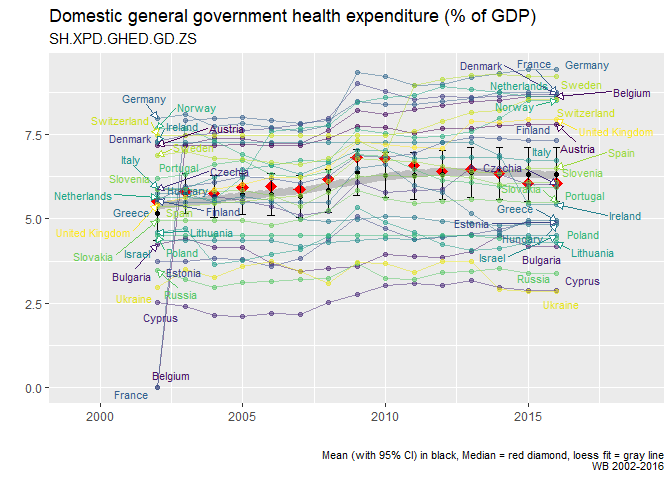 Domestic general government health expenditure (% of GDP)
SH.XPD.GHED.GD.ZS
Denmark
France
Germany
Germany
Netherlands
Sweden
Belgium
Norway
Norway
Switzerland
Ireland
Switzerland
7.5
Austria
Finland
United Kingdom
Denmark
Sweden
Italy
Austria
Spain
Italy
Portugal
Czechia
Czechia
Slovenia
Slovenia
Netherlands
Hungary
Slovakia
Portugal
Greece
Spain
Finland
Greece
Ireland
5.0
United Kingdom
Lithuania
Estonia
Poland
Hungary
Slovakia
Israel
Poland
Israel
Lithuania
Bulgaria
Estonia
Bulgaria
Russia
Ukraine
Russia
2.5
Ukraine
Cyprus
Cyprus
Belgium
0.0
France
2000
2005
2010
2015
Mean (with 95% CI) in black, Median = red diamond, loess fit = gray line
WB 2002-2016